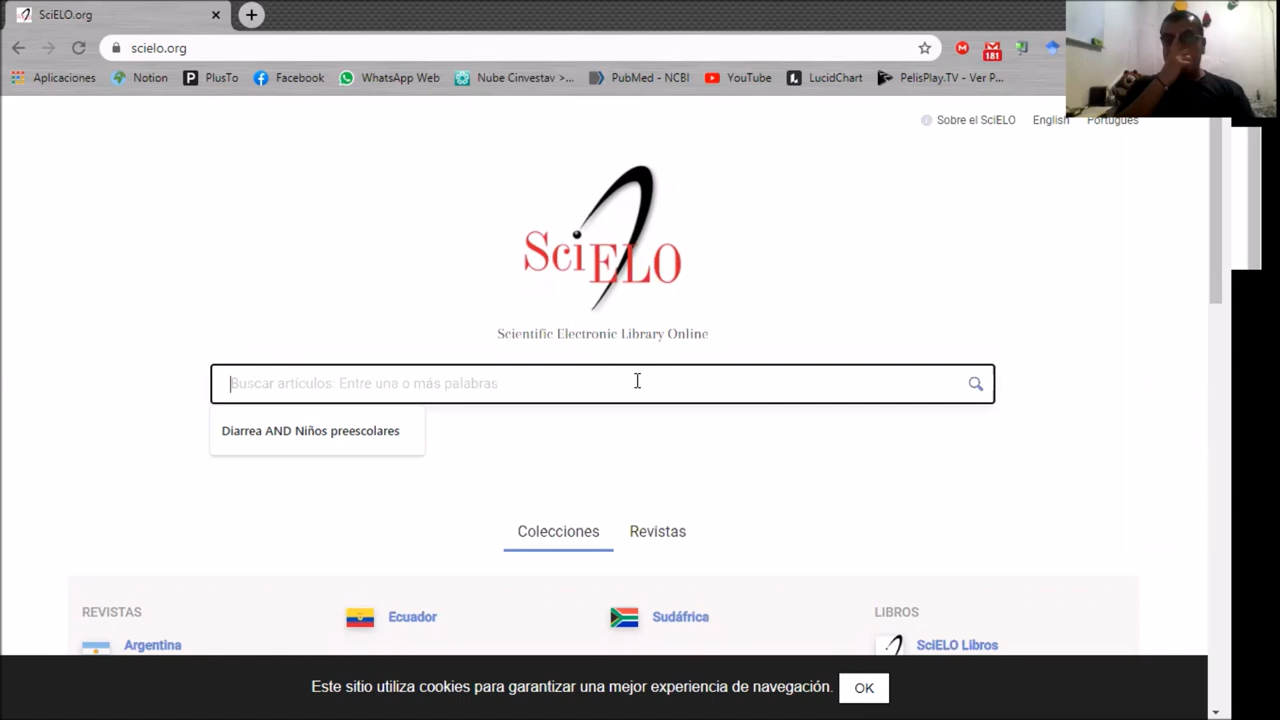 SciELO.org
scielo.org
181
Aplicaciones
Notion
PlusTo
Facebook
WhatsApp Web
Nube Cinvestav >...
PubMed - NCBI
YouTube
LucidChart
PelisPlay.TV - Ver P...
Sobre el SciELO
English
Português
SciELO
Scientific Electronic Library Online
Buscar artículos: Entre una o más palabras
Diarrea AND Niños preescolares
Colecciones
Revistas
REVISTAS
Ecuador
Sudáfrica
LIBROS
Argentina
SciELO Libros
Este sitio utiliza cookies para garantizar una mejor experiencia de navegación.
OK